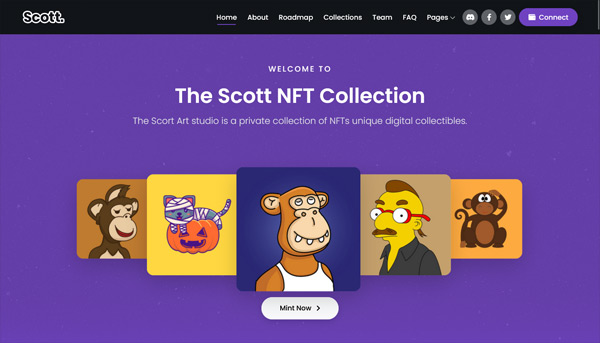 Scott.
Home About Roadmap Collections Team FAQ Pages Connect
WELCOME TO
The Scott NFT Collection
The Scort Art studio is a private collection of NFTs unique digital collectibles.
Mint Now